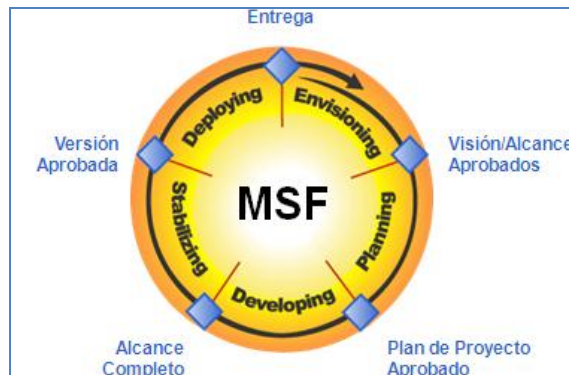 Entrega
Deploying
Envisioning
Versión
Aprobada
Visión/Alcance
Aprobados
MSF
Stabilizing
Planning
Developing
Alcance
Completo
Plan de Proyecto
Aprobado